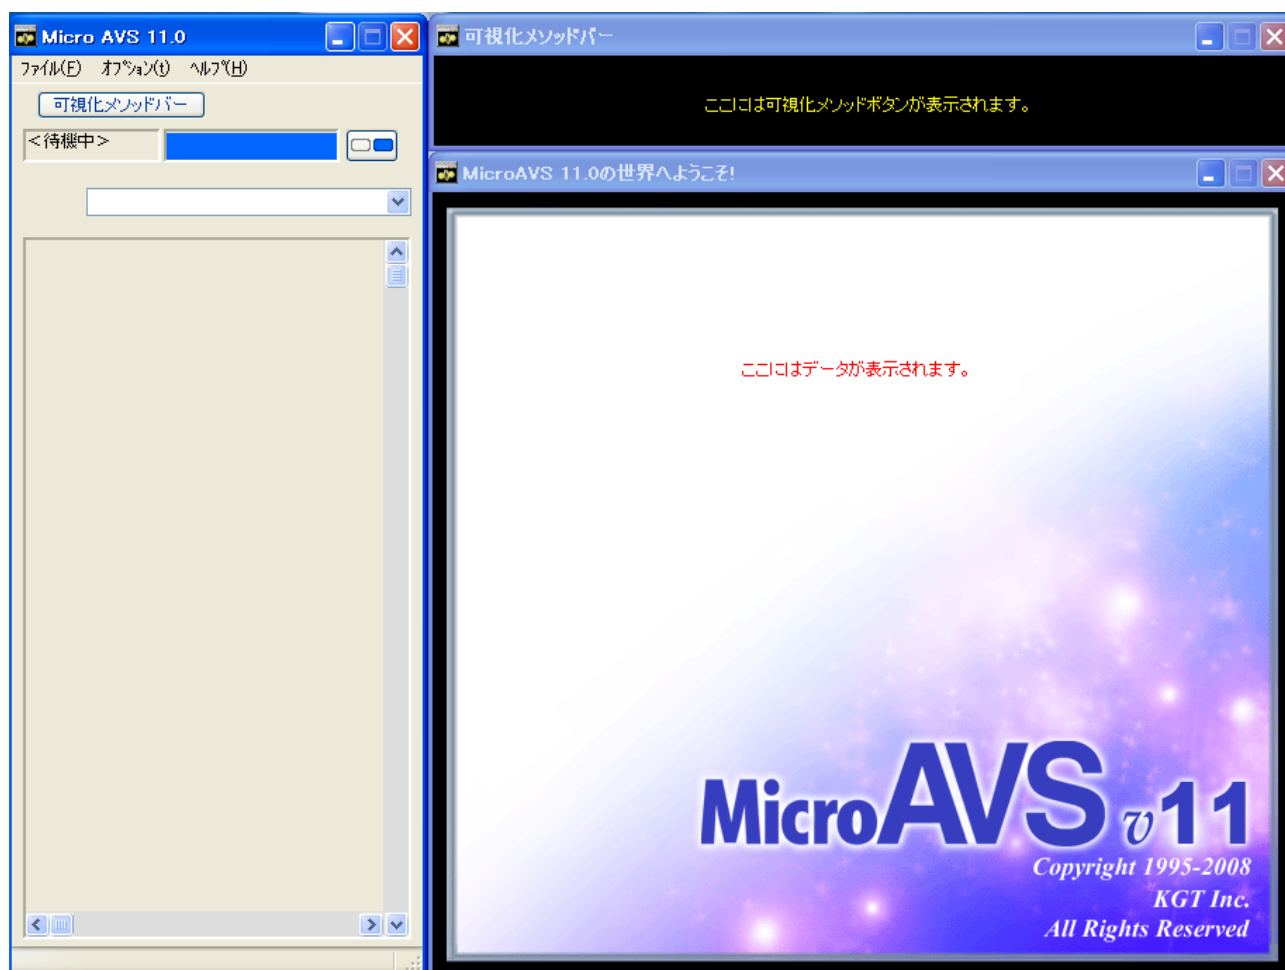 Micro AVS 11.0
ファイル(F) オプション(t) ヘルプ(H)
可視化メソッドバー
<待機中>
可視化メソッドバー
ここには可視化メソッドボタンが表示されます。
MicroAVS 11.0の世界へようこそ!
ここにはデータが表示されます。
MicroAVS v11
Copyright 1995-2008
KGT Inc.
All Rights Reserved